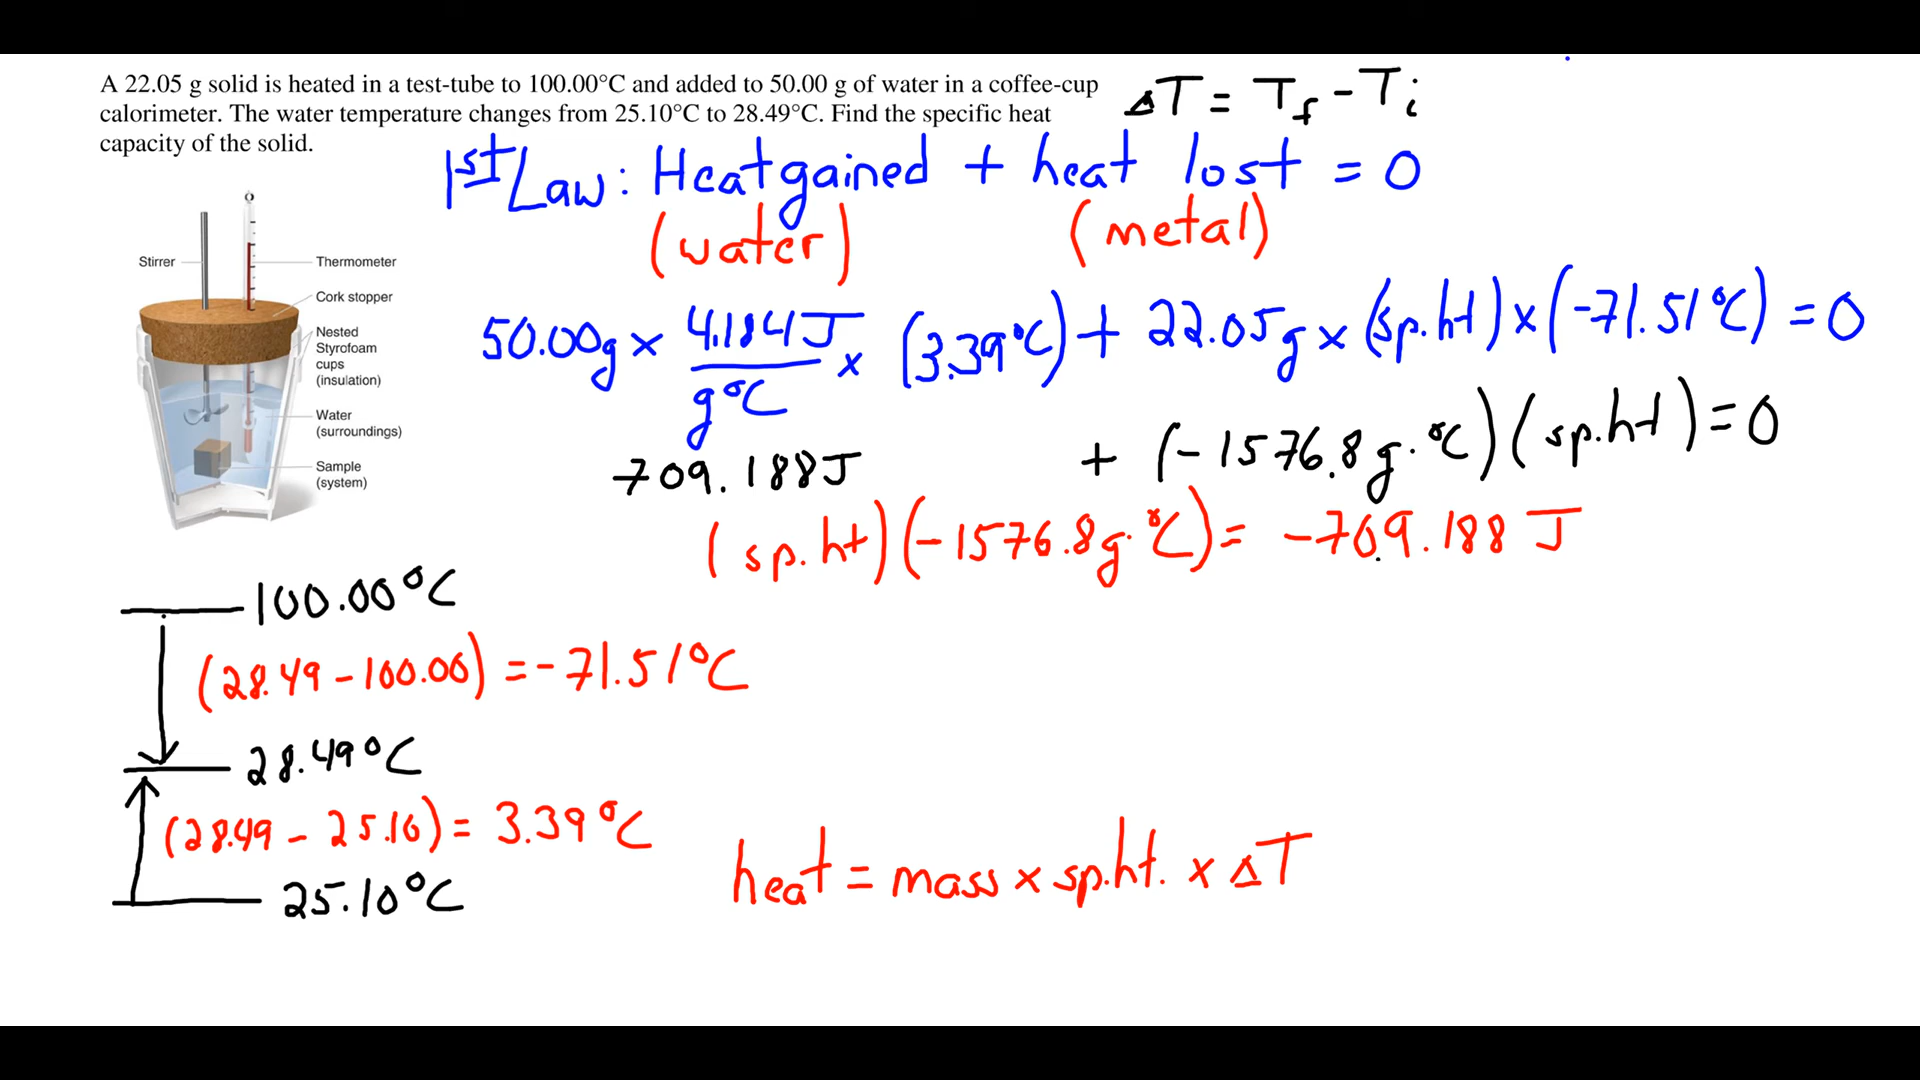 A 22.05 g solid is heated in a test-tube to 100.00°C and added to 50.00 g of water in a coffee-cup
calorimeter. The water temperature changes from 25.10°C to 28.49°C. Find the specific heat
capacity of the solid.
ΔT = Tf - Ti
1st Law: Heat gained + heat lost = 0
(water) (metal)
Stirrer
Thermometer
Cork stopper
Nested
Styrofoam
cups
(insulation)
Water
(surroundings)
Sample
(system)
50.00g × 4.184J/g°C × (3.39°C) + 22.05g × (sp.ht) × (-71.51°C) = 0
709.188J + (-1576.8g·°C)(sp.ht) = 0
(sp.ht)(-1576.8g·°C) = -709.188 J
100.00°C
(28.49 - 100.00) = -71.51°C
28.49°C
(28.49 - 25.10) = 3.39°C
25.10°C
heat = mass × sp.ht. × ΔT